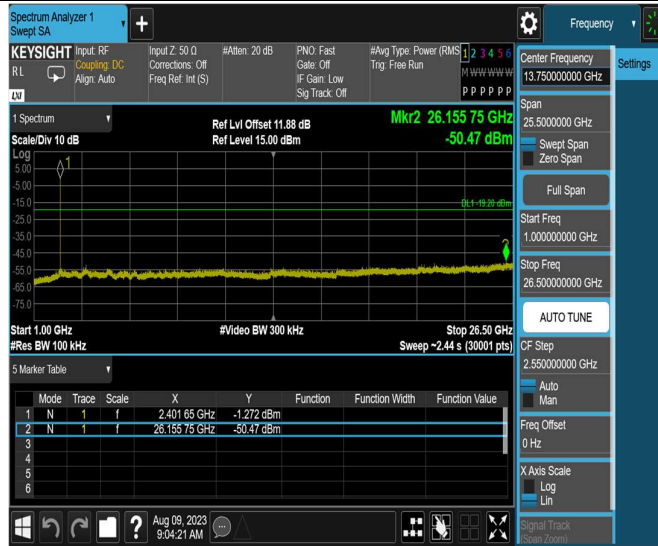 Spectrum Analyzer 1
Swept SA
+
Frequency
KEYSIGHT
RL
LXI
Input: RF
Coupling: DC
Align: Auto
Input Z: 50 Ω
Corrections: Off
Freq Ref: Int (S)
#Atten: 20 dB
PNO: Fast
Gate: Off
IF Gain: Low
Sig Track: Off
#Avg Type: Power (RMS
Trig: Free Run
1 2 3 4 5 6
M W W W W W
P P P P P P
Center Frequency
13.750000000 GHz
Settings
Span
25.5000000 GHz
Swept Span
Zero Span
Full Span
Start Freq
1.000000000 GHz
Stop Freq
26.500000000 GHz
AUTO TUNE
CF Step
2.550000000 GHz
Auto
Man
Freq Offset
0 Hz
X Axis Scale
Log
Lin
Signal Track
(Span Zoom)
1 Spectrum
Scale/Div 10 dB
Ref Lvl Offset 11.88 dB
Ref Level 15.00 dBm
Mkr2 26.155 75 GHz
-50.47 dBm
Log
5.00
-5.00
-15.0
-25.0
-35.0
-45.0
-55.0
-65.0
-75.0
1
DL1 -19.20 dBm
2
Start 1.00 GHz
#Res BW 100 kHz
#Video BW 300 kHz
Stop 26.50 GHz
Sweep ~2.44 s (30001 pts)
5 Marker Table
Mode Trace Scale X Y Function Function Width Function Value
1 N 1 f 2.401 65 GHz -1.272 dBm
2 N 1 f 26.155 75 GHz -50.47 dBm
3
4
5
6
?
Aug 09, 2023
9:04:21 AM